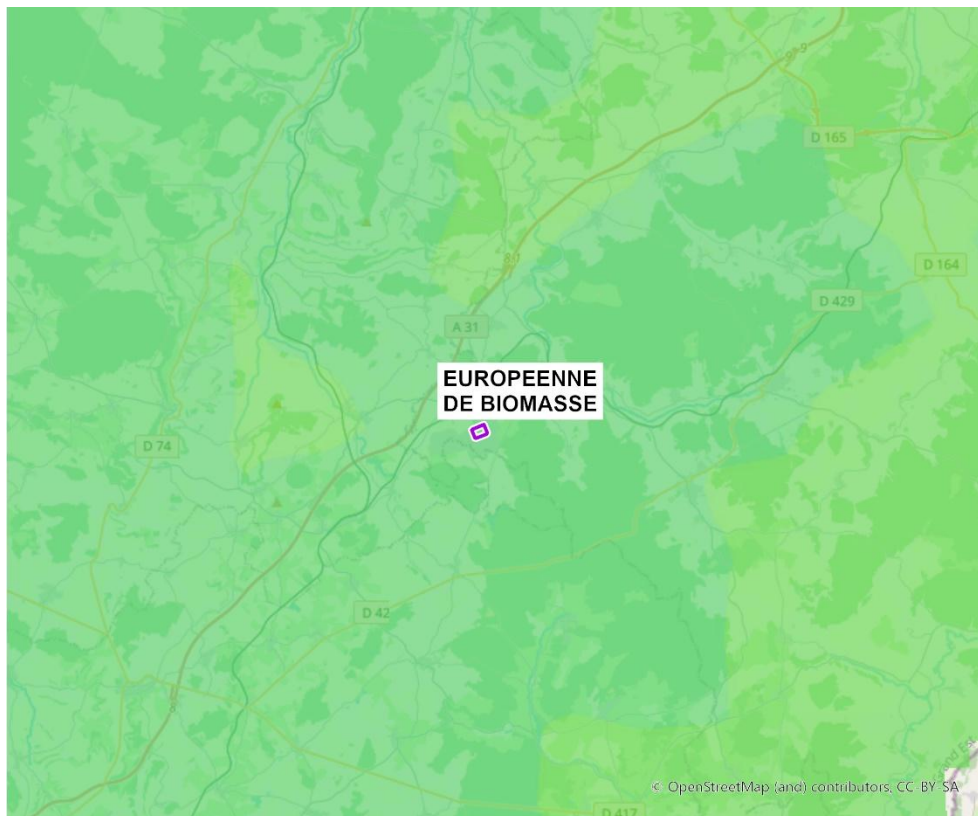 D 165
D 164
D 429
A 31
EUROPEENNE
DE BIOMASSE
D 74
D 42
© OpenStreetMap (and) contributors, CC-BY-SA
D 417